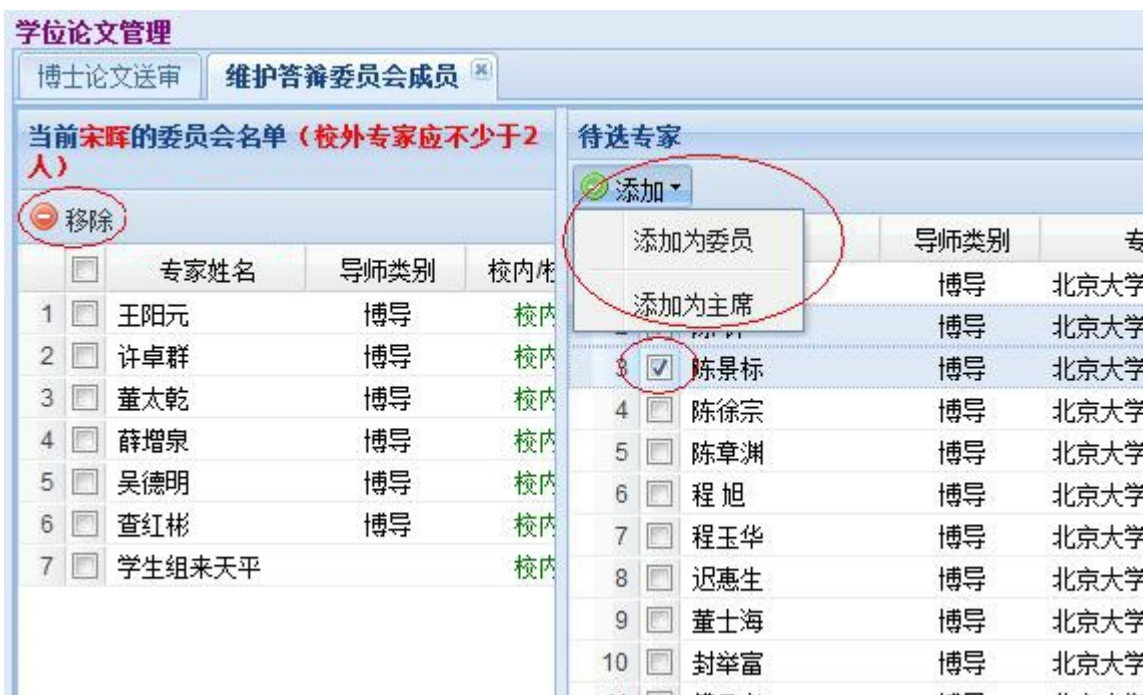 学位论文管理
博士论文送审 维护答辩委员会成员
当前宋晖的委员会名单（校外专家应不少于2
人）
移除
专家姓名 导师类别 校内/
1 王阳元 博导 校内
2 许卓群 博导 校内
3 董太乾 博导 校内
4 薛增泉 博导 校内
5 吴德明 博导 校内
6 查红彬 博导 校内
7 学生组来天平 校内
待选专家
添加
添加为委员
添加为主席
导师类别
博导 北京大学
博导 北京大学
3 陈景标 博导 北京大学
4 陈徐宗 博导 北京大学
5 陈章渊 博导 北京大学
6 程旭 博导 北京大学
7 程玉华 博导 北京大学
8 迟惠生 博导 北京大学
9 董士海 博导 北京大学
10 封举富 博导 北京大学